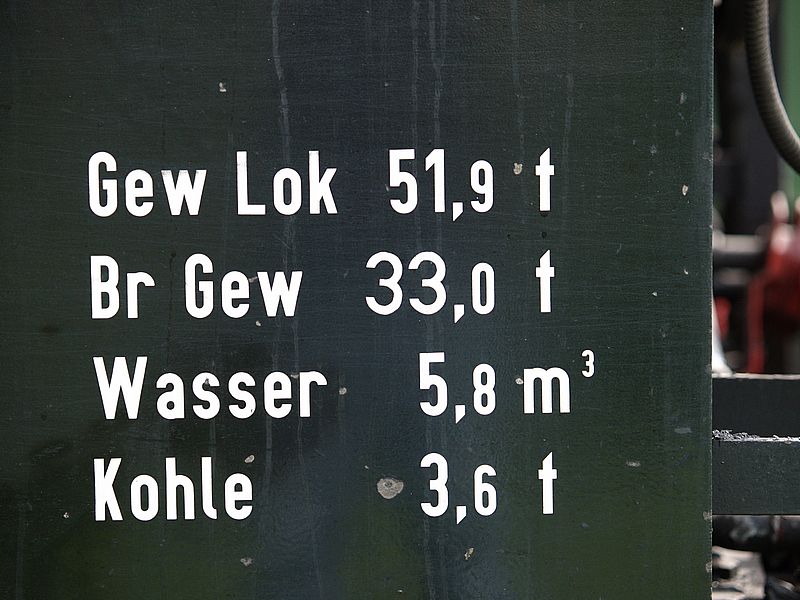 Gew Lok 51,9 t
Br Gew 33,0 t
Wasser 5,8 m³
Kohle 3,6 t